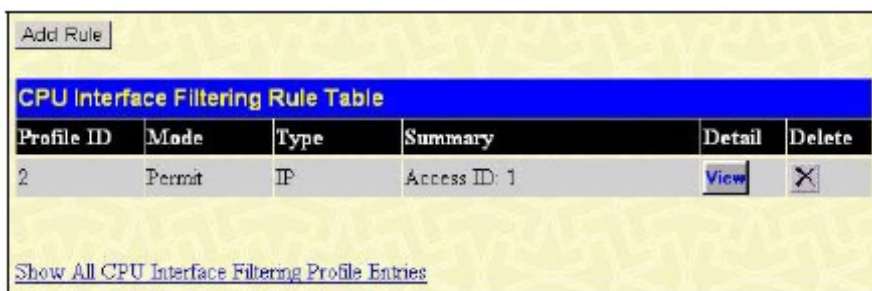 Add Rule
CPU Interface Filtering Rule Table
Profile ID Mode Type Summary Detail Delete
2 Permit IP Access ID: 1 View
Show All CPU Interface Filtering Profile Entries